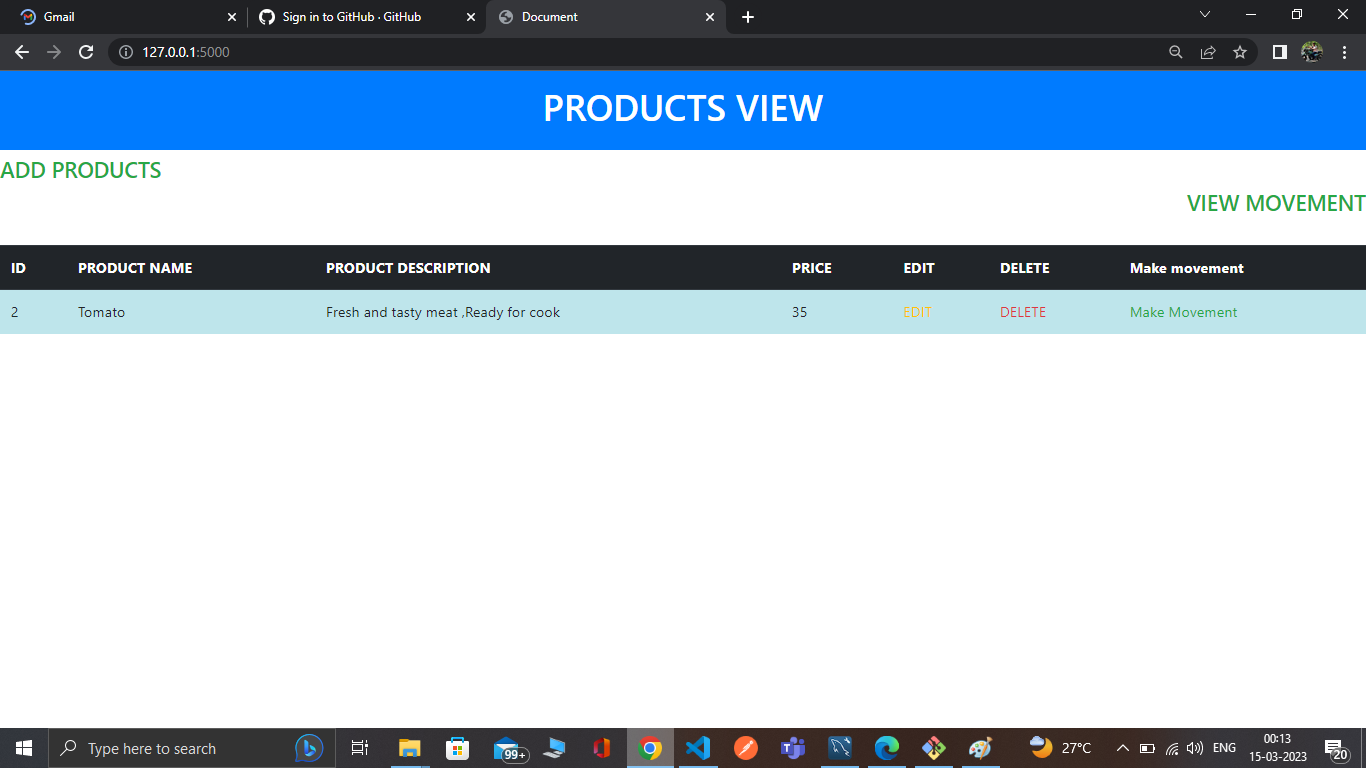 Gmail
Sign in to GitHub · GitHub
Document
127.0.0.1:5000
PRODUCTS VIEW
ADD PRODUCTS
VIEW MOVEMENT
ID PRODUCT NAME PRODUCT DESCRIPTION PRICE EDIT DELETE Make movement
2 Tomato Fresh and tasty meat ,Ready for cook 35 EDIT DELETE Make Movement
Type here to search
99+
27°C
ENG
00:13
15-03-2023
20